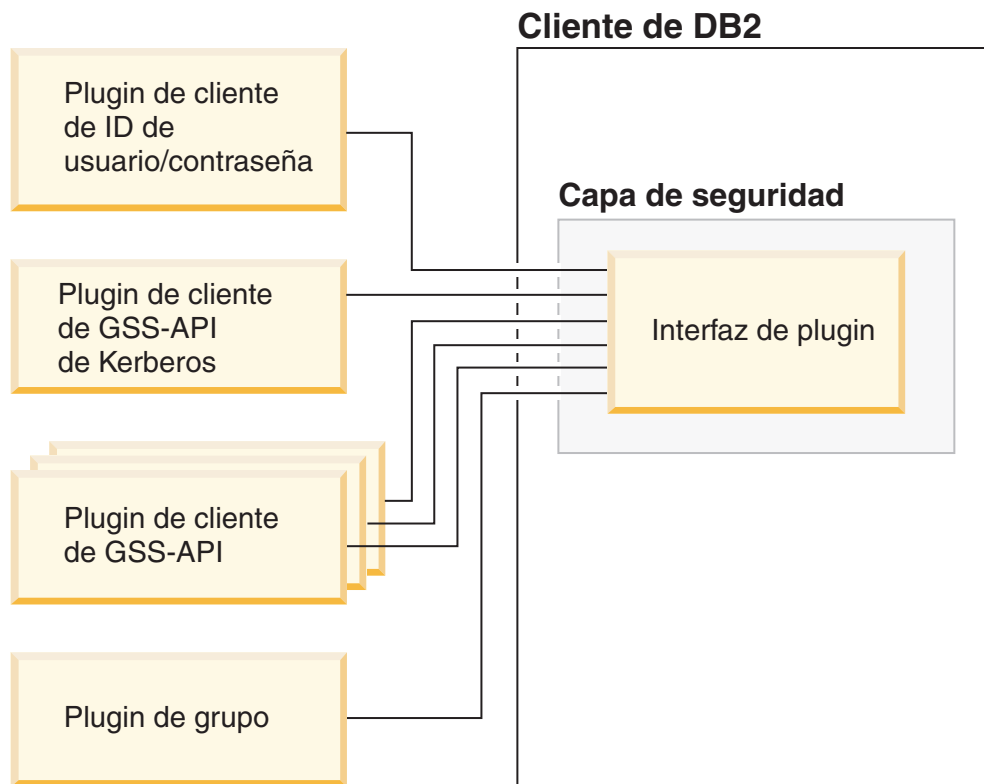 Cliente de DB2
Plugin de cliente
de ID de
usuario/contraseña
Capa de seguridad
Plugin de cliente
de GSS-API
de Kerberos
Interfaz de plugin
Plugin de cliente
de GSS-API
Plugin de grupo